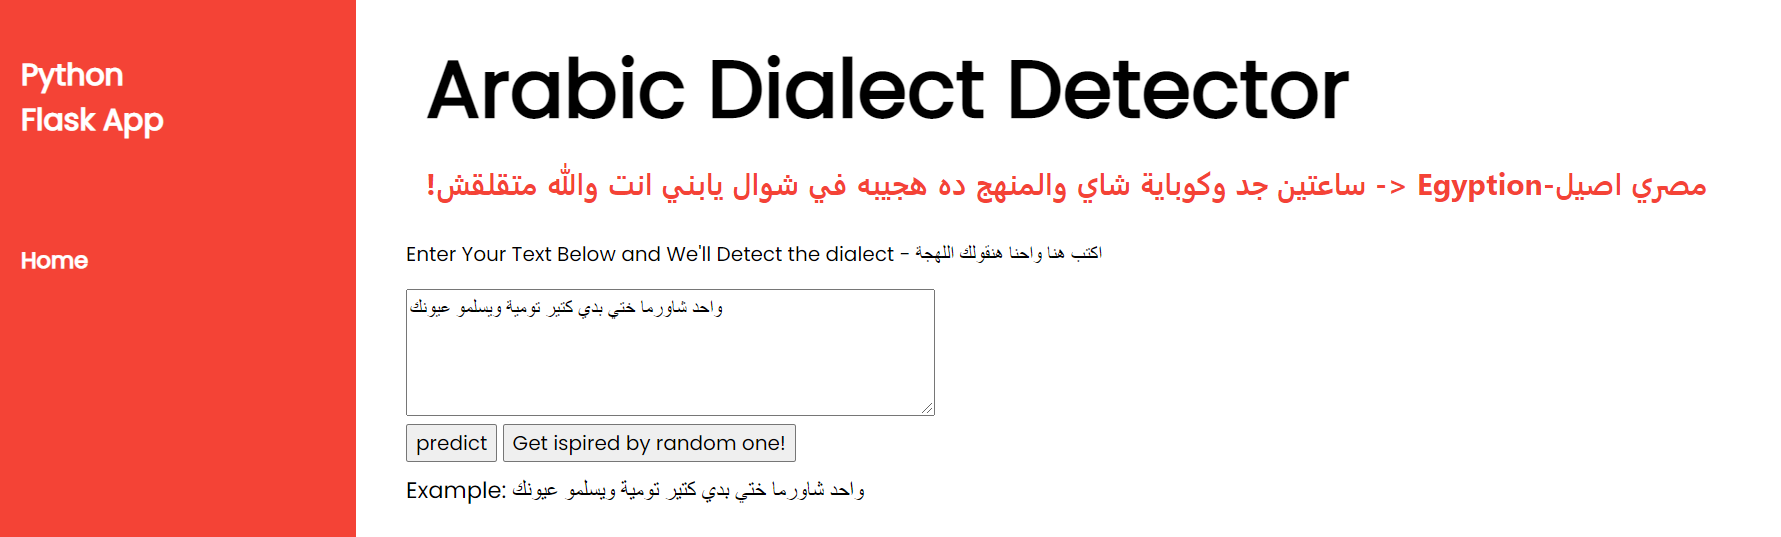 Python
Flask App
Home
Arabic Dialect Detector
مصري اصيل-Egyption <- ساعتين جد وكوباية شاي والمنهج ده هجيبه في شوال يابني انت والله متقلقش!
Enter Your Text Below and We'll Detect the dialect - اكتب هنا واحنا هنقولك اللهجة
واحد شاورما ختي بدي كتير تومية ويسلمو عيونك
predict
Get ispired by random one!
Example: واحد شاورما ختي بدي كتير تومية ويسلمو عيونك